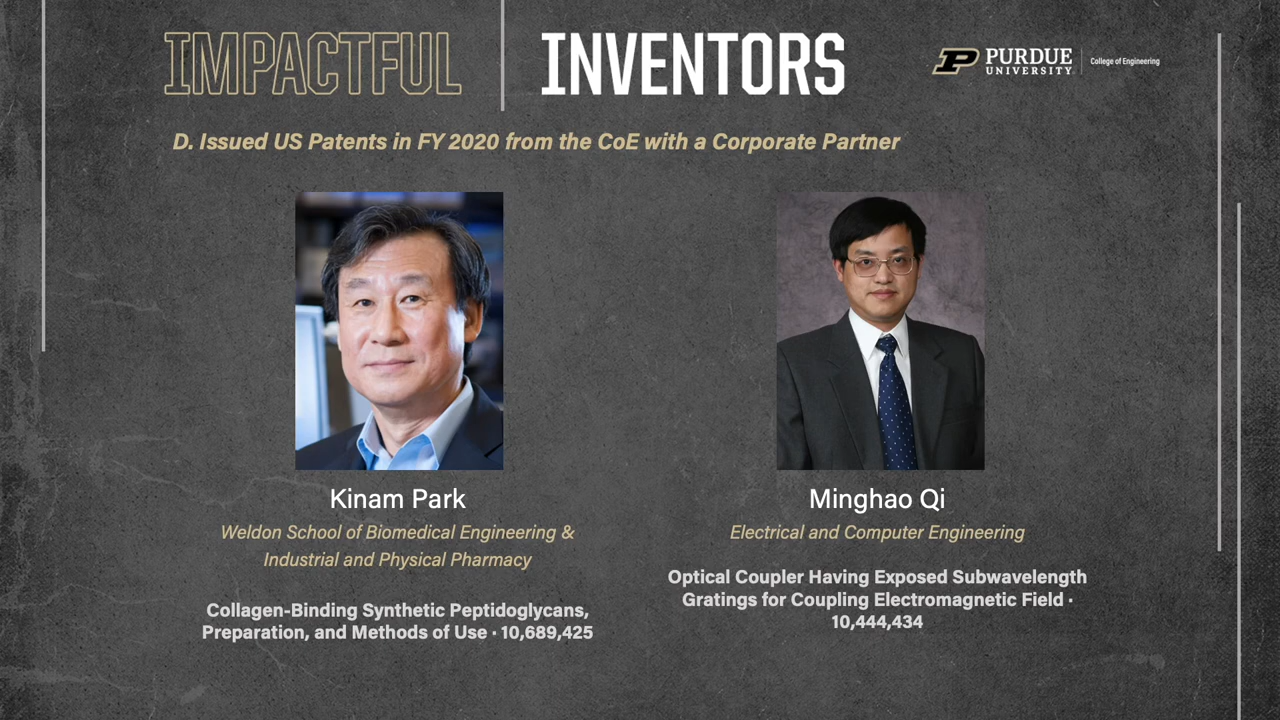 IMPACTFUL INVENTORS
PURDUE UNIVERSITY
College of Engineering
D. Issued US Patents in FY 2020 from the CoE with a Corporate Partner
Kinam Park
Weldon School of Biomedical Engineering &
Industrial and Physical Pharmacy
Collagen-Binding Synthetic Peptidoglycans,
Preparation, and Methods of Use · 10,689,425
Minghao Qi
Electrical and Computer Engineering
Optical Coupler Having Exposed Subwavelength
Gratings for Coupling Electromagnetic Field ·
10,444,434